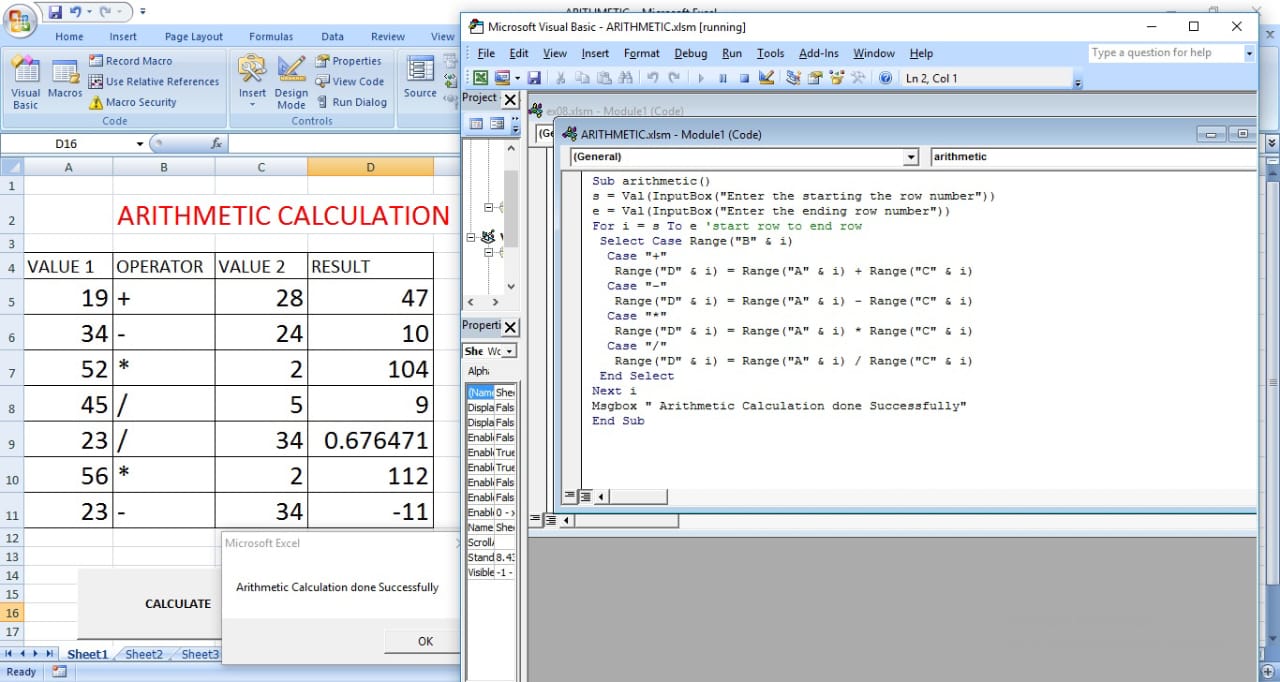 ARITHMETIC - Microsoft Excel
Home Insert Page Layout Formulas Data Review View
Visual Basic
Macros
Record Macro
Use Relative References
Macro Security
Code
Insert
Design Mode
Properties
View Code
Run Dialog
Controls
Source
D16 fx
A B C D
1
2 ARITHMETIC CALCULATION
3
4 VALUE 1 OPERATOR VALUE 2 RESULT
5 19 + 28 47
6 34 - 24 10
7 52 * 2 104
8 45 / 5 9
9 23 / 34 0.676471
10 56 * 2 112
11 23 - 34 -11
12
13
14
15
16
17
CALCULATE
Microsoft Excel
Arithmetic Calculation done Successfully
OK
Sheet1 Sheet2 Sheet3
Ready
Microsoft Visual Basic - ARITHMETIC.xlsm [running]
File Edit View Insert Format Debug Run Tools Add-Ins Window Help
Type a question for help
Ln 2, Col 1
Project
Properti
She Wc
Alpha
(Nam Shee
Displa Fals
Displa Fals
Enabl Fals
Enabl True
Enabl True
Enabl Fals
Enabl Fals
Enabl 0 - x
Name She
Scroll
Stand 8.43
Visible -1 -
ex08.xlsm - Module1 (Code)
(Ge
ARITHMETIC.xlsm - Module1 (Code)
(General) arithmetic
Sub arithmetic()
s = Val(InputBox("Enter the starting the row number"))
e = Val(InputBox("Enter the ending row number"))
For i = s To e 'start row to end row
Select Case Range("B" & i)
Case "+"
Range("D" & i) = Range("A" & i) + Range("C" & i)
Case "-"
Range("D" & i) = Range("A" & i) - Range("C" & i)
Case "*"
Range("D" & i) = Range("A" & i) * Range("C" & i)
Case "/"
Range("D" & i) = Range("A" & i) / Range("C" & i)
End Select
Next i
Msgbox " Arithmetic Calculation done Successfully"
End Sub